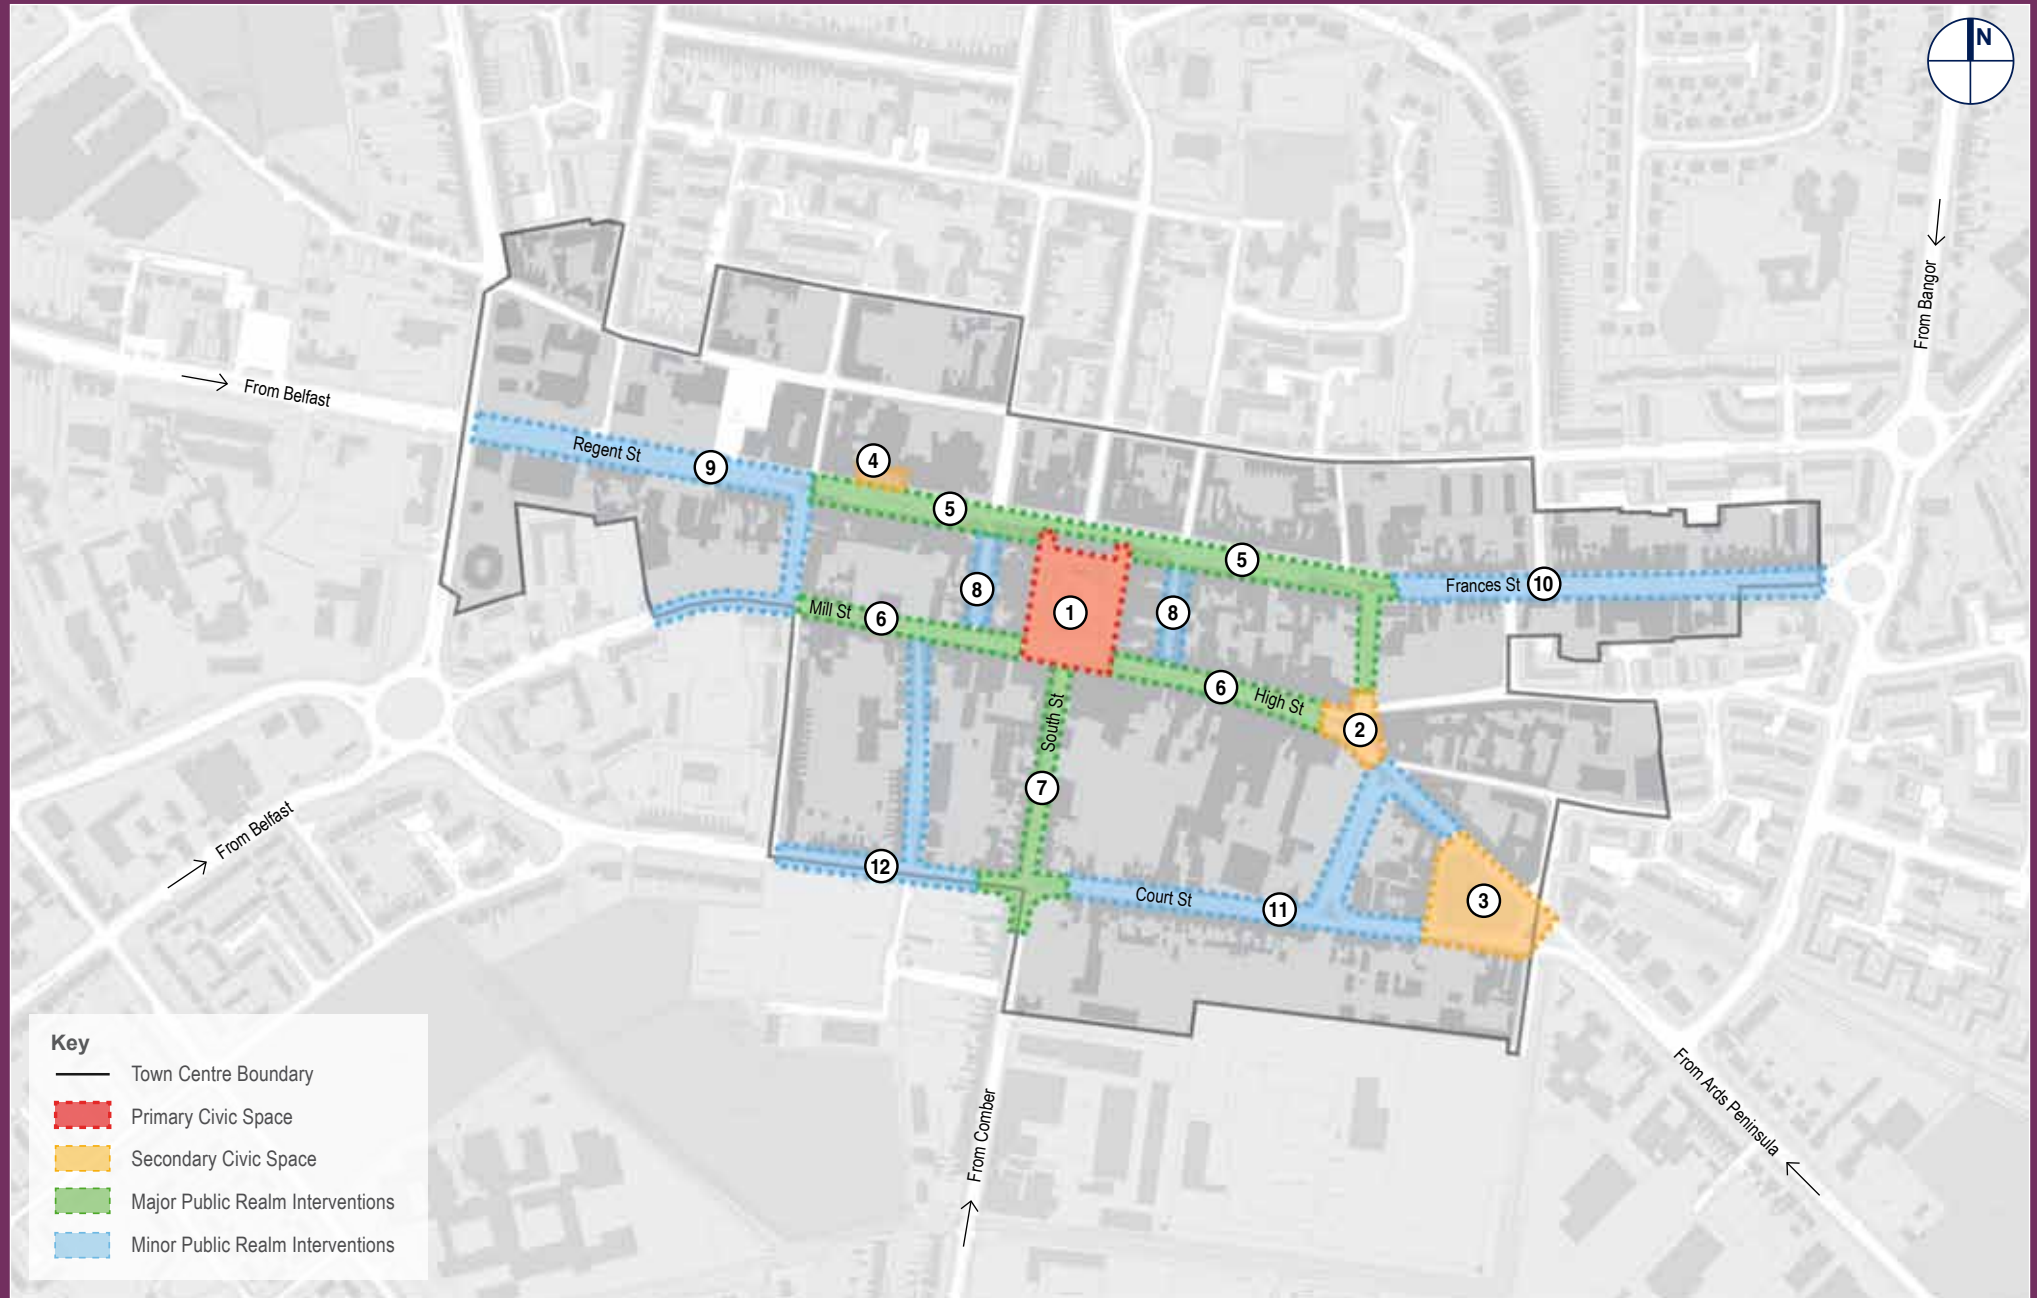 N
From Bangor
From Belfast
Regent St
9
4
5
5
Frances St
10
8
1
8
Mill St
6
6
High St
2
South St
7
From Belfast
12
Court St
11
3
From Comber
From Ards Peninsula
Key
Town Centre Boundary
Primary Civic Space
Secondary Civic Space
Major Public Realm Interventions
Minor Public Realm Interventions